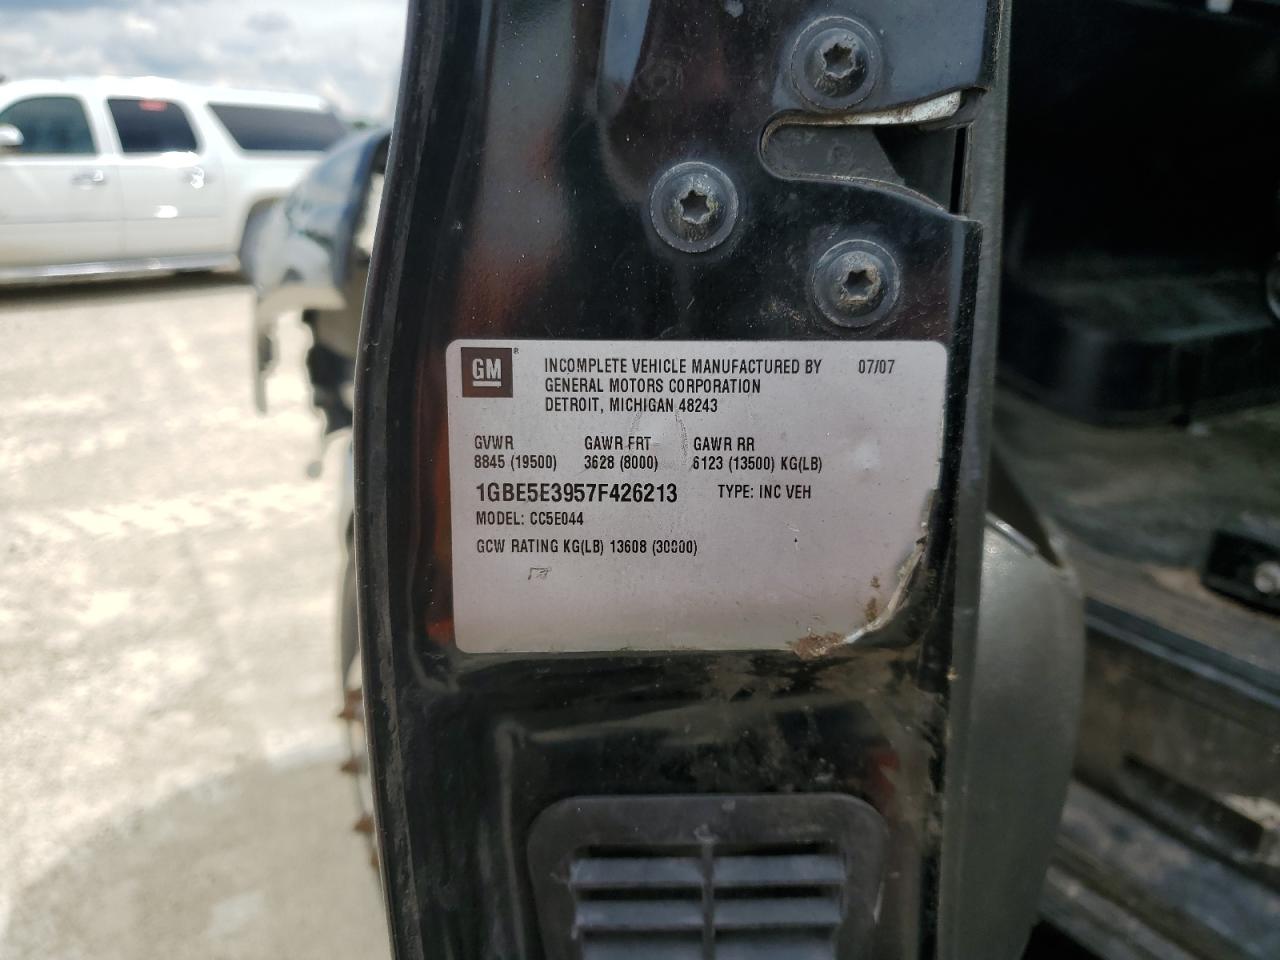 GM ® INCOMPLETE VEHICLE MANUFACTURED BY 07/07
GENERAL MOTORS CORPORATION
DETROIT, MICHIGAN 48243
GVWR GAWR FRT GAWR RR
8845 (19500) 3628 (8000) 6123 (13500) KG(LB)
1GBE5E3957F426213 TYPE: INC VEH
MODEL: CC5E044
GCW RATING KG(LB) 13608 (30000)